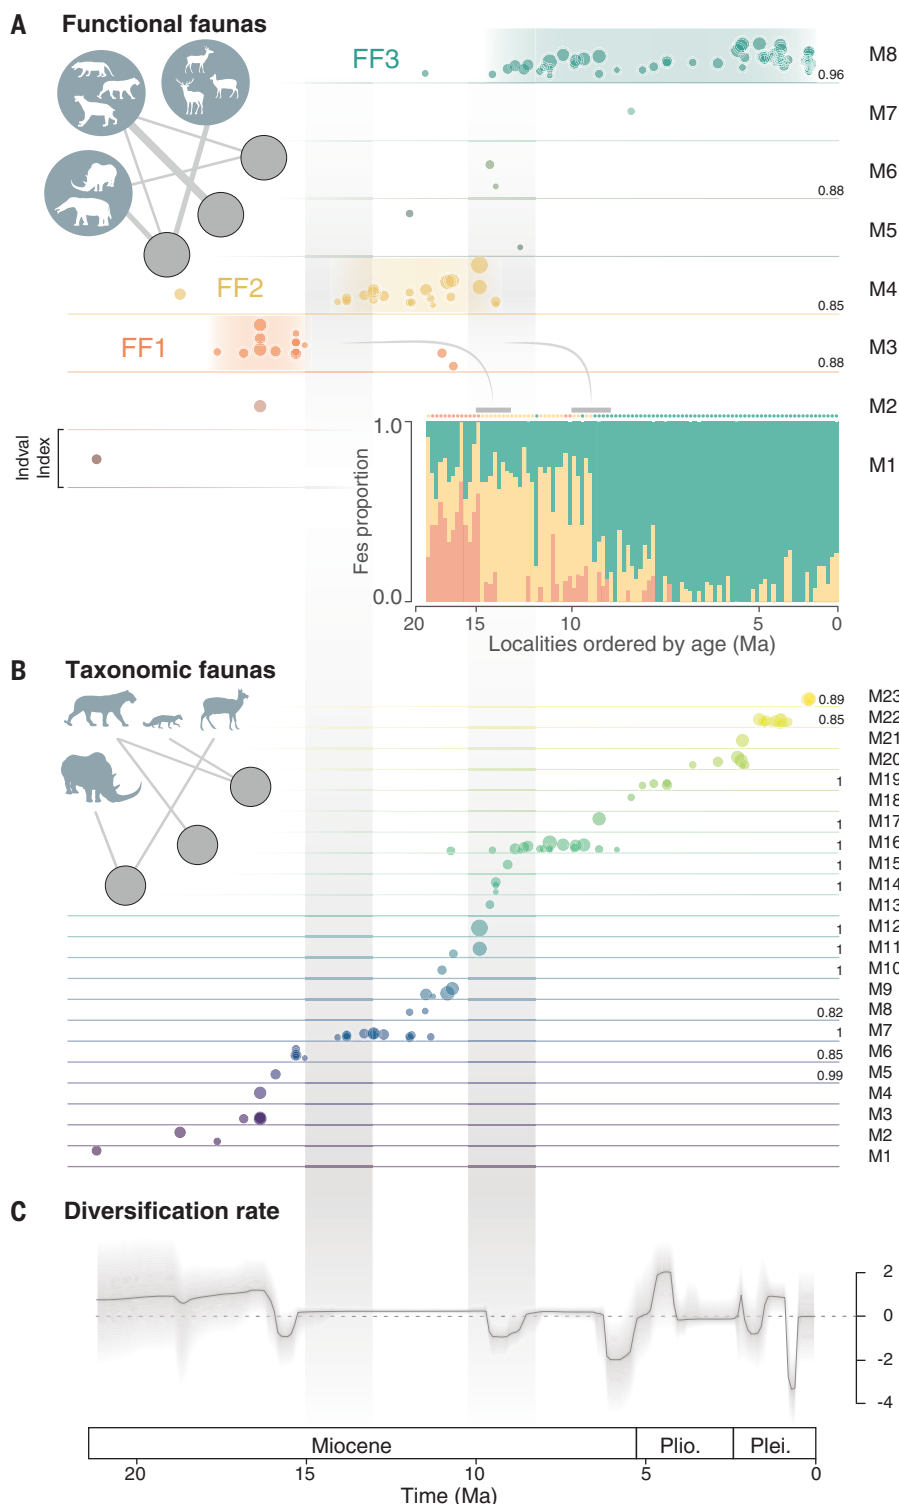 A Functional faunas
FF3
M8
0.96
M7
M6
0.88
M5
FF2
M4
0.85
FF1
M3
0.88
M2
Indval
Index
M1
1.0
Fes proportion
0.0
20 15 10 5 0
Localities ordered by age (Ma)
B Taxonomic faunas
0.89 M23
0.85 M22
M21
M20
1 M19
M18
1 M17
1 M16
1 M15
1 M14
M13
1 M12
1 M11
1 M10
M9
0.82 M8
1 M7
0.85 M6
0.99 M5
M4
M3
M2
M1
C Diversification rate
2
0
-2
-4
Miocene Plio. Plei.
20 15 10 5 0
Time (Ma)